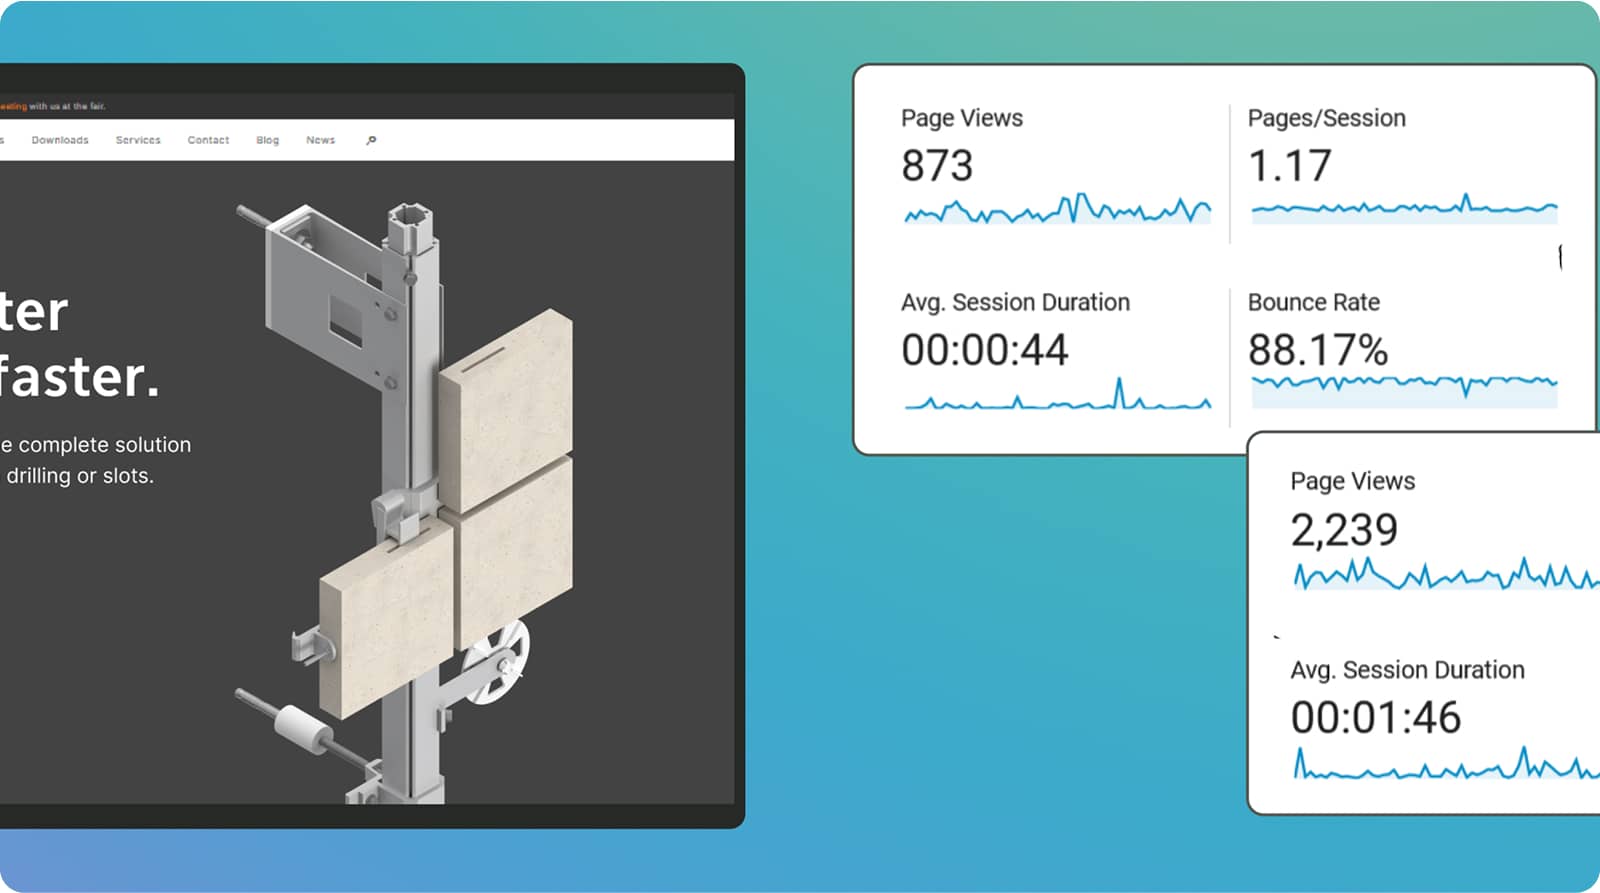 eeting with us at the fair.
s Downloads Services Contact Blog News
ter
faster.
e complete solution
drilling or slots.
Page Views
873
Pages/Session
1.17
Avg. Session Duration
00:00:44
Bounce Rate
88.17%
Page Views
2,239
Avg. Session Duration
00:01:46